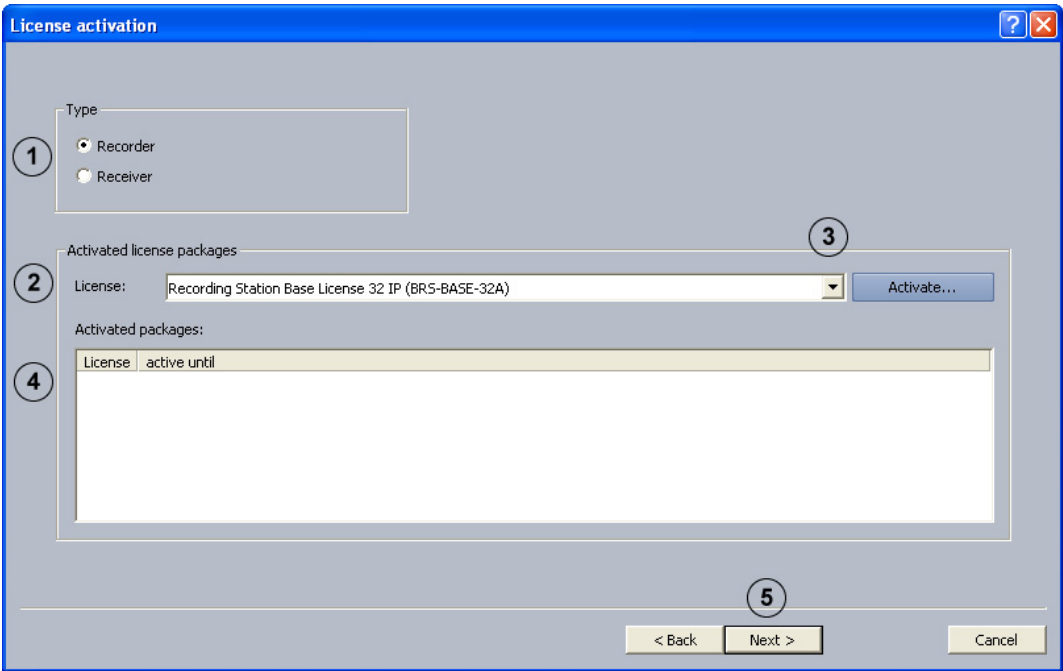 License activation
Type
1
Recorder
Receiver
3
Activated license packages
2
License: Recording Station Base License 32 IP (BRS-BASE-32A) Activate...
Activated packages:
License active until
4
5
< Back Next > Cancel